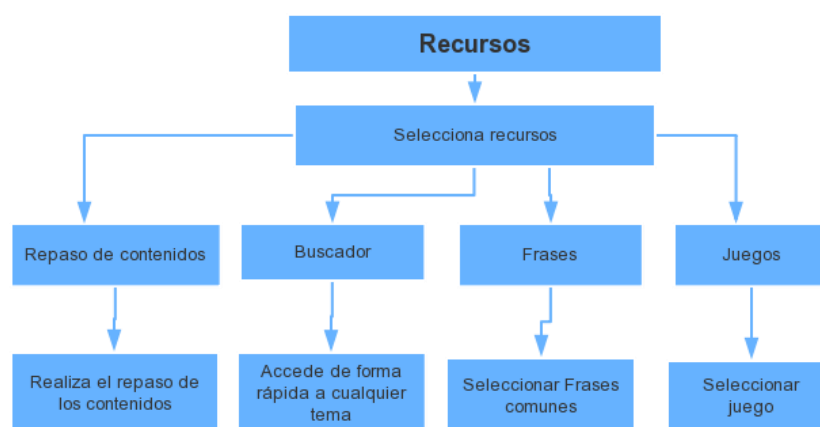 Recursos
Selecciona recursos
Repaso de contenidos
Buscador
Frases
Juegos
Realiza el repaso de
los contenidos
Accede de forma
rápida a cualquier
tema
Seleccionar Frases
comunes
Seleccionar
juego